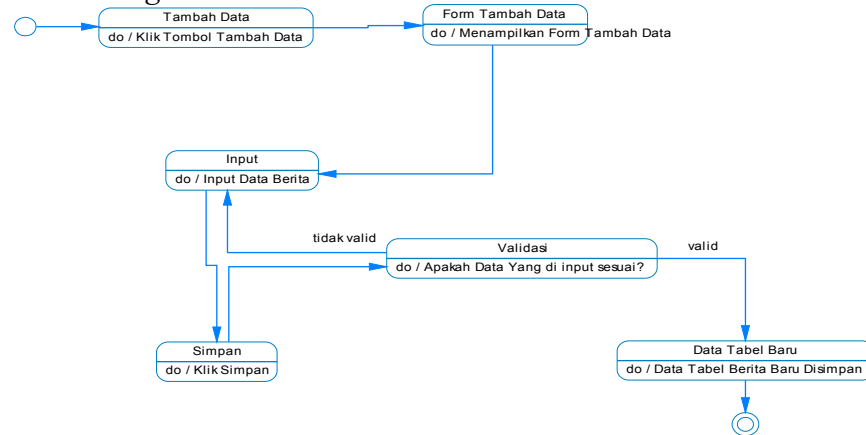 Tambah Data
do / Klik Tombol Tambah Data
Form Tambah Data
do / Menampilkan Form Tambah Data
Input
do / Input Data Berita
tidak valid
Validasi
do / Apakah Data Yang di input sesuai?
valid
Simpan
do / Klik Simpan
Data Tabel Baru
do / Data Tabel Berita Baru Disimpan